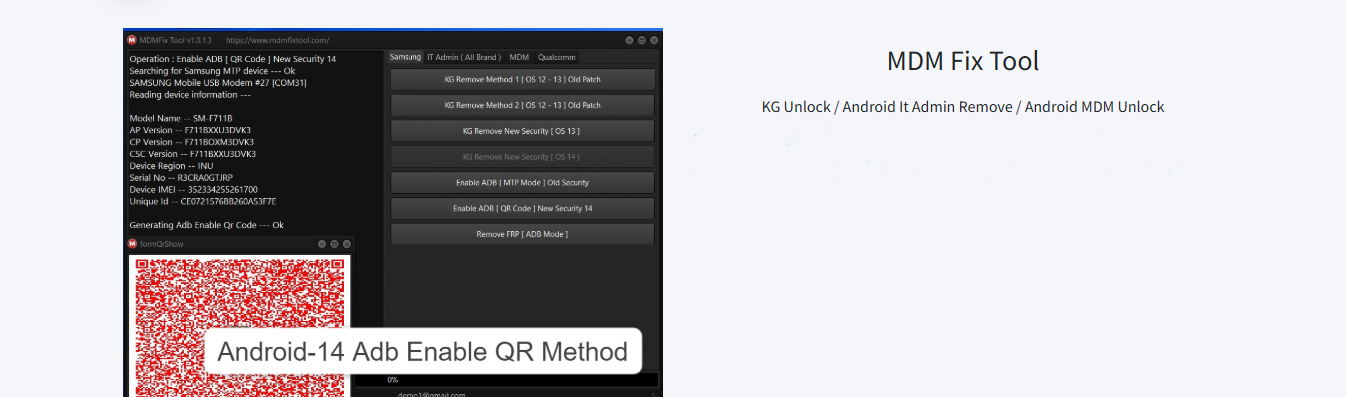 MDMFix Tool v1.0.1.3 https://www.mdmfixtool.com/
Operation : Enable ADB [ QR Code ] New Security 14
Searching for Samsung MTP device --- Ok
SAMSUNG Mobile USB Modem #27 [COM31]
Reading device information ---
Model Name -- SM-F711B
AP Version -- F711BXXU3DVK3
CP Version -- F711BOXM3DVK3
CSC Version -- F711BXXU3DVK3
Device Region -- INU
Serial No -- R3CRA0GTJRP
Device IMEI -- 352334255261700
Unique Id -- CE0721576BB260A53F7E
Generating Adb Enable Qr Code --- Ok
formQrShow
Samsung IT Admin ( All Brand ) MDM Qualcomm
KG Remove Method 1 [ OS 12 - 13 ] Old Patch
KG Remove Method 2 [ OS 12 - 13 ] Old Patch
KG Remove New Security [ OS 13 ]
KG Remove New Security [ OS 14 ]
Enable ADB [ MTP Mode ] Old Security
Enable ADB [ QR Code ] New Security 14
Remove FRP [ ADB Mode ]
Android-14 Adb Enable QR Method
0%
demo1@gmail.com
MDM Fix Tool
KG Unlock / Android It Admin Remove / Android MDM Unlock